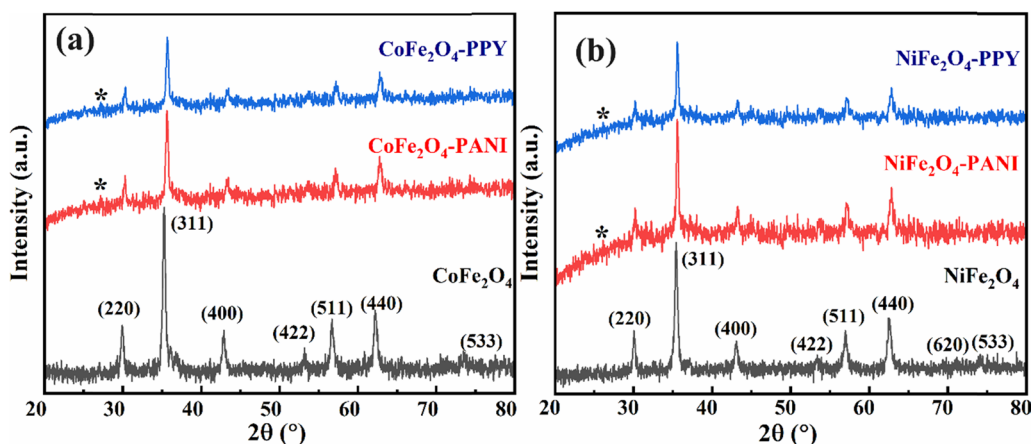 (a)
CoFe₂O₄-PPY
*
CoFe₂O₄-PANI
*
(311)
CoFe₂O₄
(220)
(400)
(422)
(511)
(440)
(533)
Intensity (a.u.)
20 30 40 50 60 70 80
2θ (°)
(b)
NiFe₂O₄-PPY
*
NiFe₂O₄-PANI
*
(311)
NiFe₂O₄
(220)
(400)
(422)
(511)
(440)
(620)
(533)
Intensity (a.u.)
20 30 40 50 60 70 80
2θ (°)